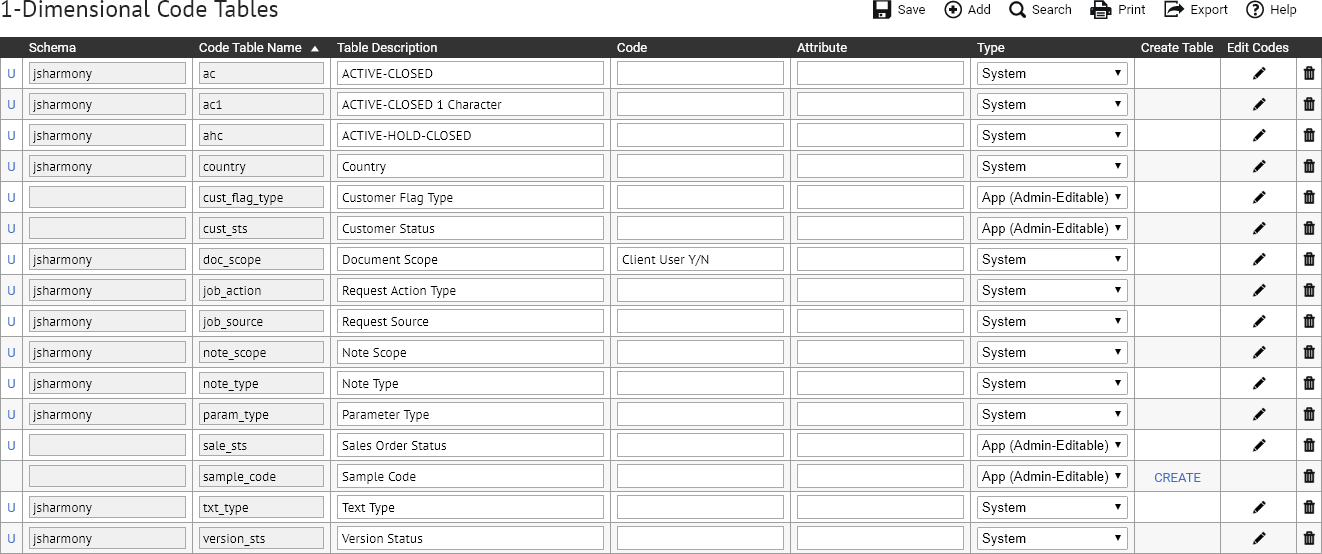 1-Dimensional Code Tables Save Add Search Print Export Help
Schema Code Table Name ▲ Table Description Code Attribute Type Create Table Edit Codes
U jsharmony ac ACTIVE-CLOSED System
U jsharmony ac1 ACTIVE-CLOSED 1 Character System
U jsharmony ahc ACTIVE-HOLD-CLOSED System
U jsharmony country Country System
U cust_flag_type Customer Flag Type App (Admin-Editable)
U cust_sts Customer Status App (Admin-Editable)
U jsharmony doc_scope Document Scope Client User Y/N System
U jsharmony job_action Request Action Type System
U jsharmony job_source Request Source System
U jsharmony note_scope Note Scope System
U jsharmony note_type Note Type System
U jsharmony param_type Parameter Type System
U sale_sts Sales Order Status App (Admin-Editable)
sample_code Sample Code App (Admin-Editable) CREATE
U jsharmony txt_type Text Type System
U jsharmony version_sts Version Status System